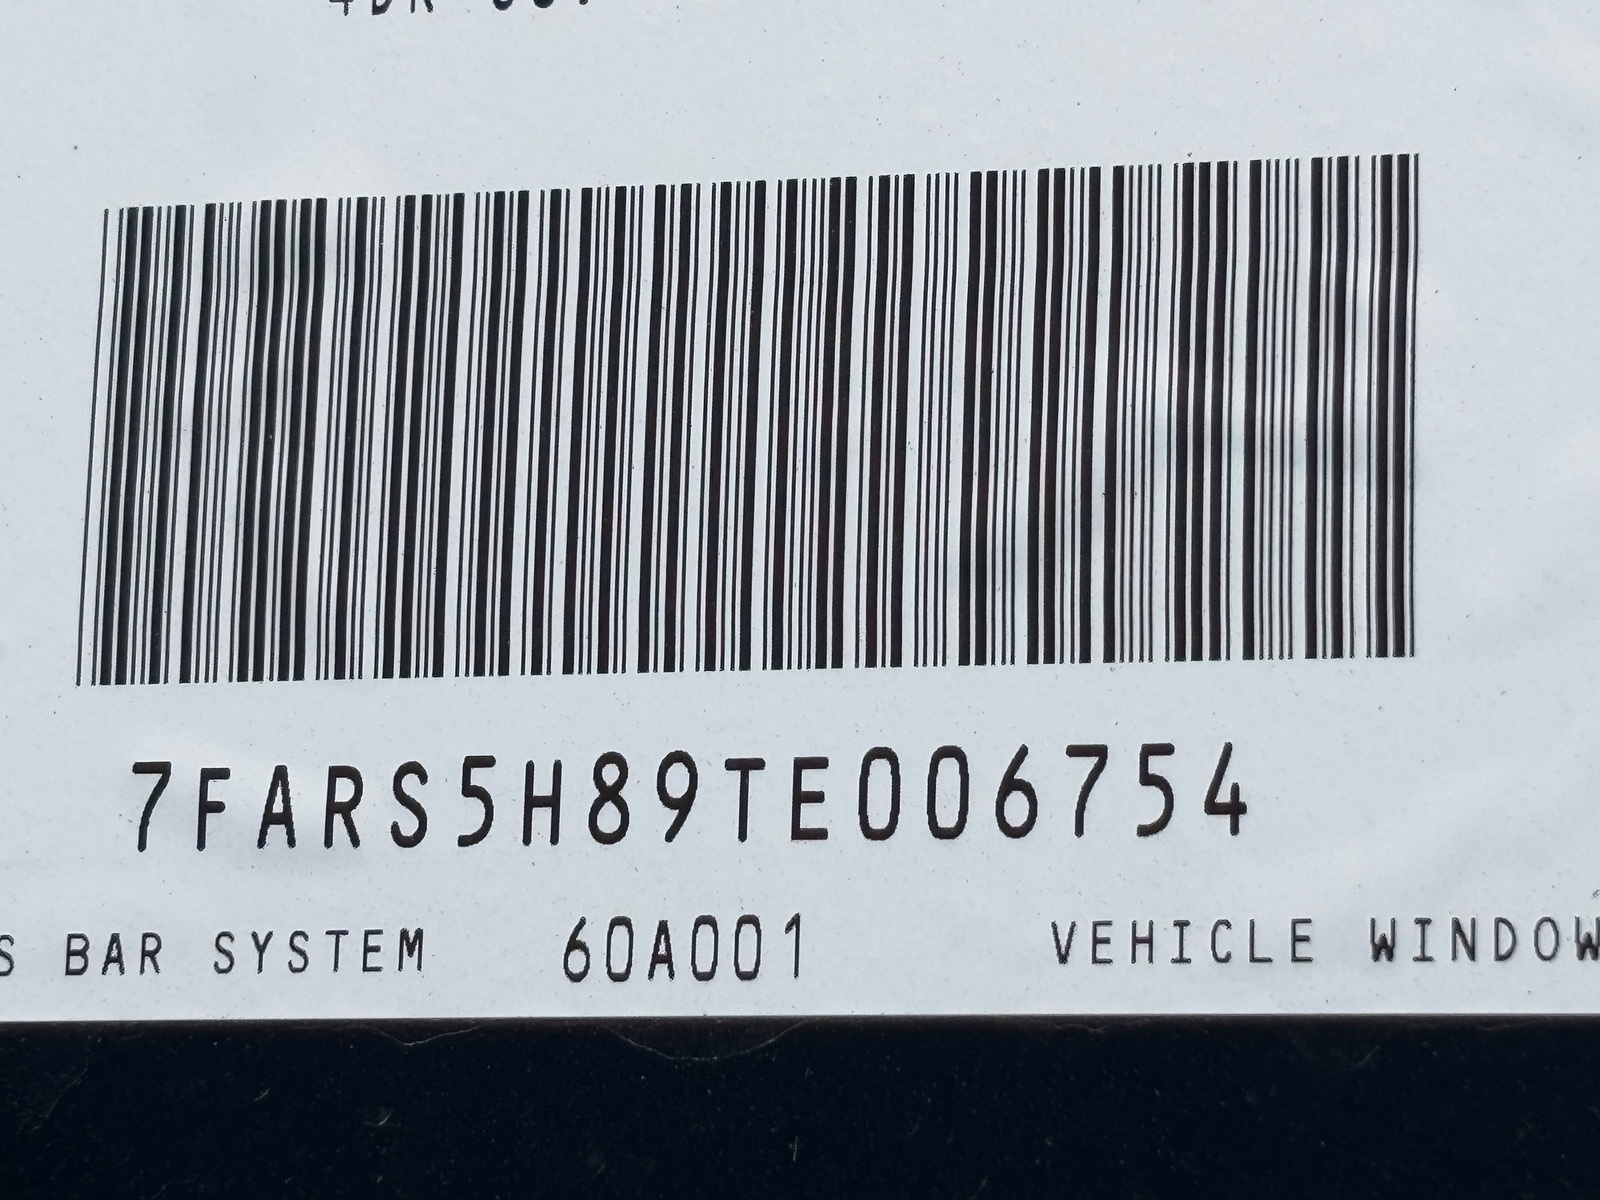 7FARS5H89TE006754
S BAR SYSTEM 60A001 VEHICLE WINDOW